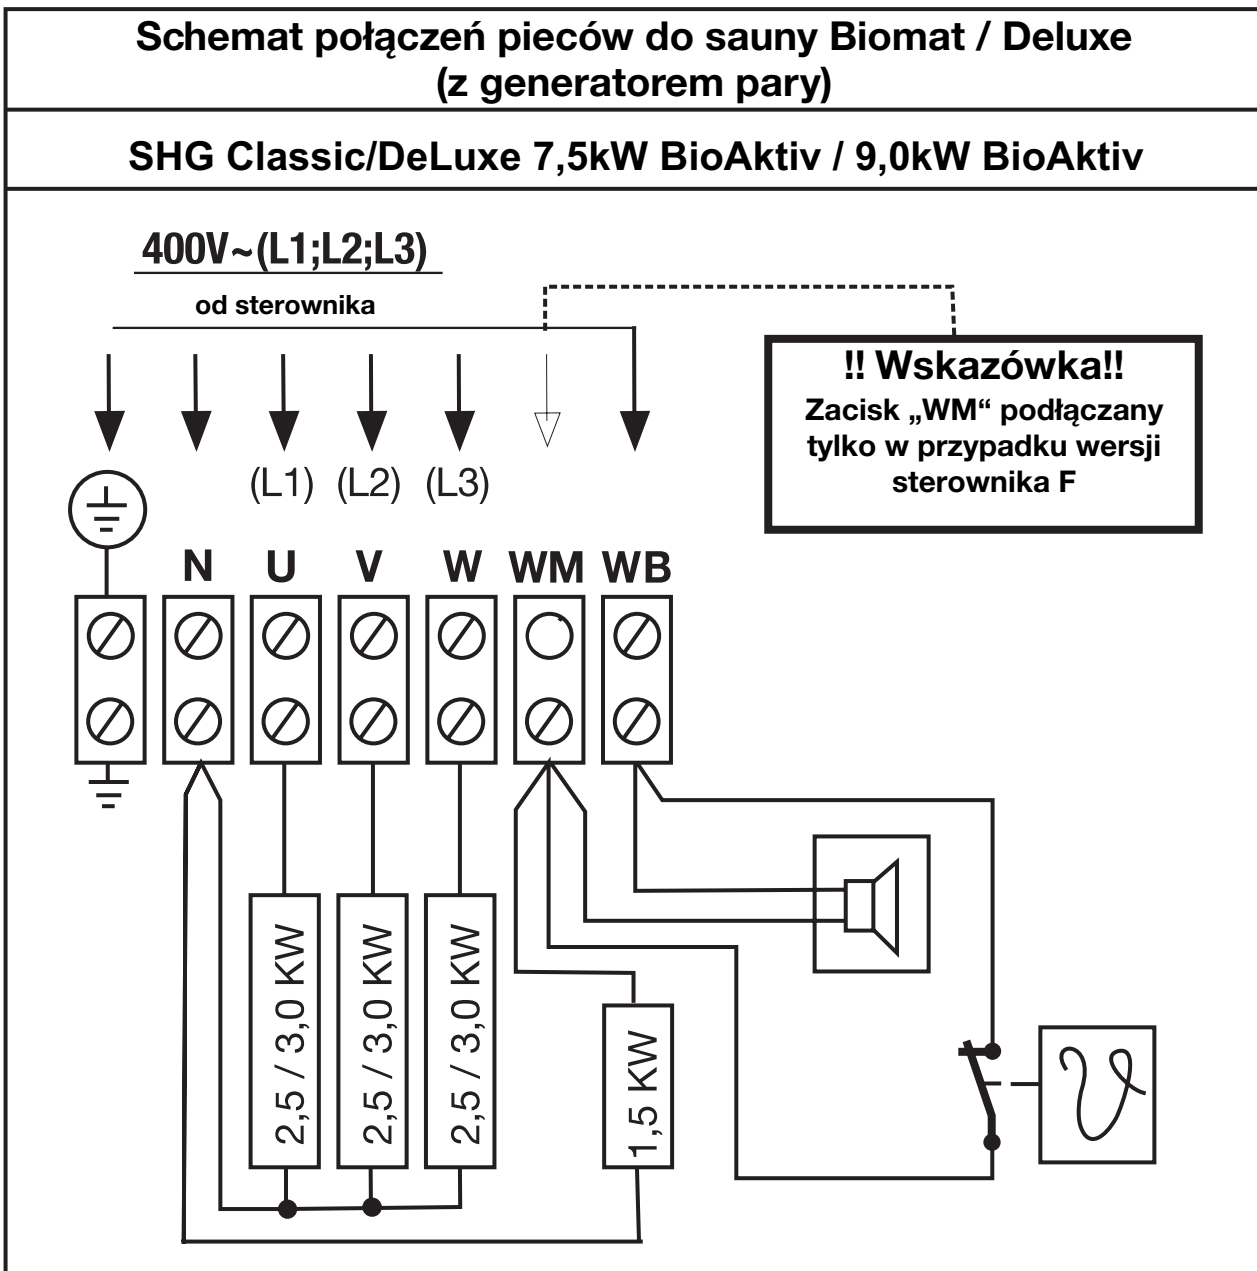 Schemat połączeń pieców do sauny Biomat / Deluxe
(z generatorem pary)
SHG Classic/DeLuxe 7,5kW BioAktiv / 9,0kW BioAktiv
400V~(L1;L2;L3)
od sterownika
!! Wskazówka!!
Zacisk „WM“ podłączany
tylko w przypadku wersji
sterownika F
(L1) (L2) (L3)
N U V W WM WB
2,5 / 3,0 KW
2,5 / 3,0 KW
2,5 / 3,0 KW
1,5 KW